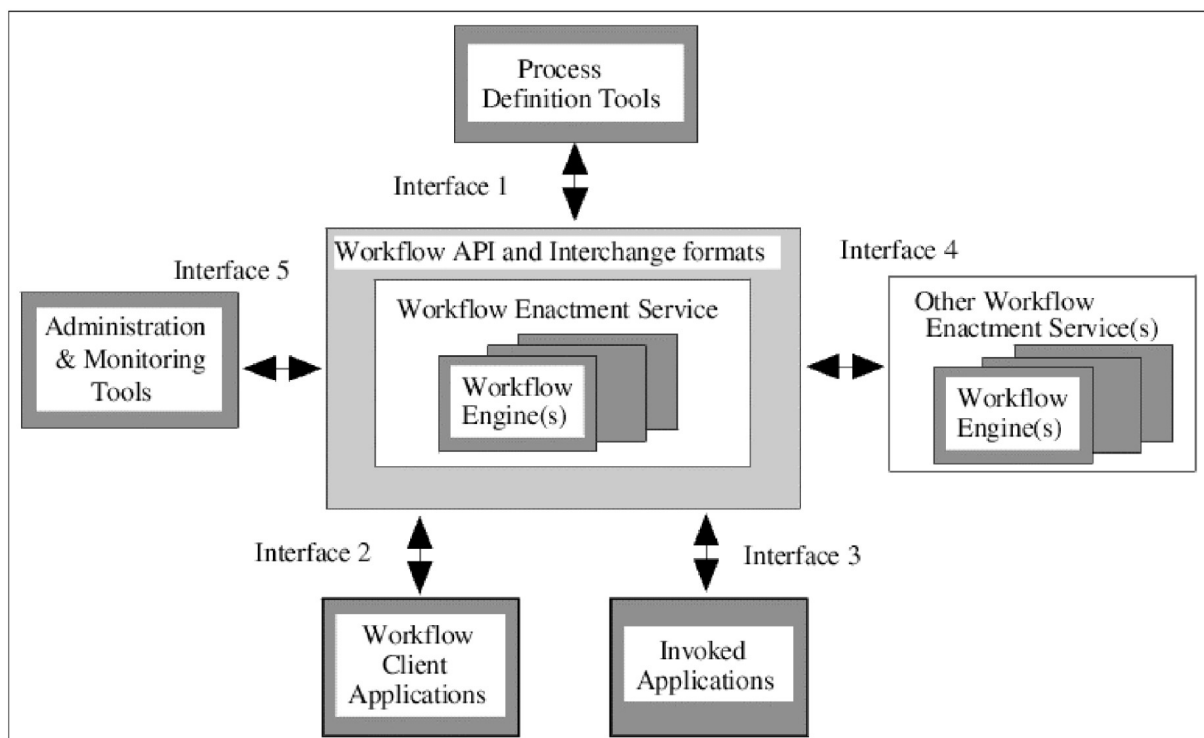 Process
Definition Tools
Interface 1
Workflow API and Interchange formats
Interface 5
Interface 4
Administration
& Monitoring
Tools
Workflow Enactment Service
Workflow
Engine(s)
Other Workflow
Enactment Service(s)
Workflow
Engine(s)
Interface 2
Interface 3
Workflow
Client
Applications
Invoked
Applications